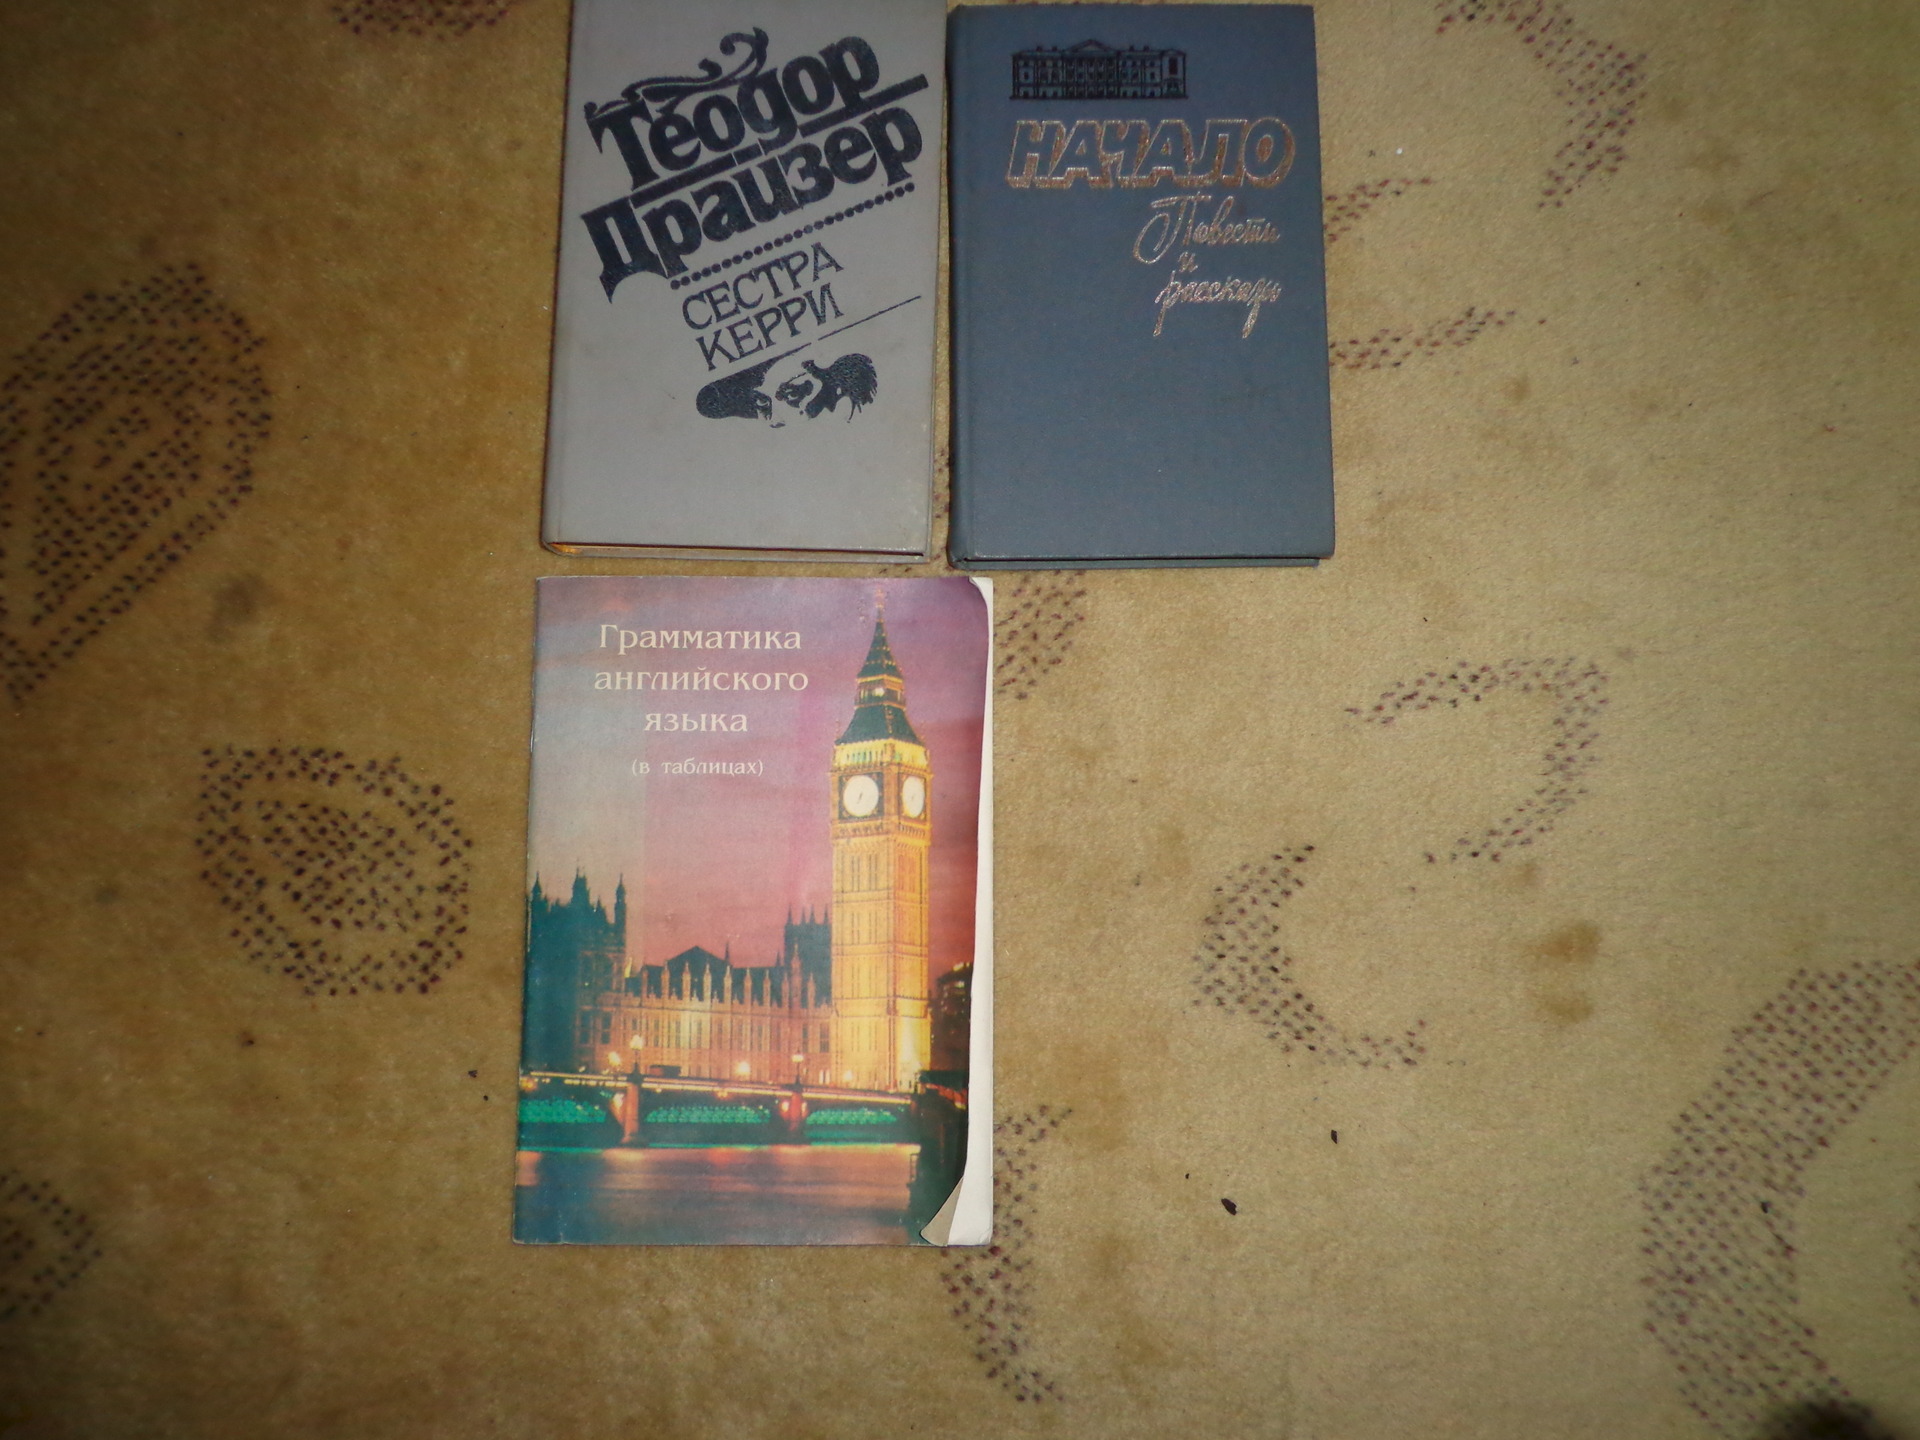 Теодор
Драйзер
СЕСТРА
КЕРРИ
НАЧАЛО
Повести
и
рассказы
Грамматика
английского
языка
(в таблицах)